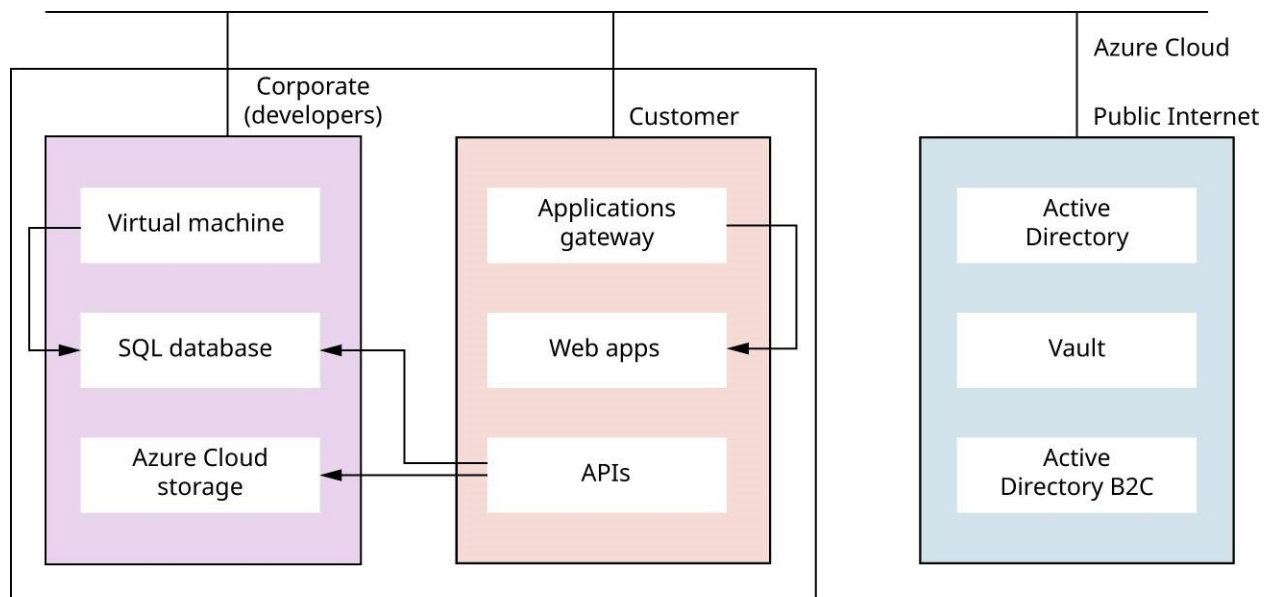 Azure Cloud
Corporate
(developers)
Customer
Public Internet
Virtual machine
SQL database
Azure Cloud
storage
Applications
gateway
Web apps
APIs
Active
Directory
Vault
Active
Directory B2C